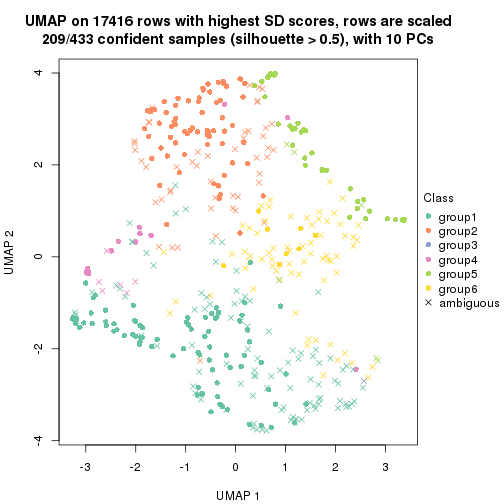 UMAP on 17416 rows with highest SD scores, rows are scaled
209/433 confident samples (silhouette > 0.5), with 10 PCs
4
2
0
-2
-4
UMAP 2
-3
-2
-1
0
1
2
3
UMAP 1
Class
group1
group2
group3
group4
group5
group6
ambiguous